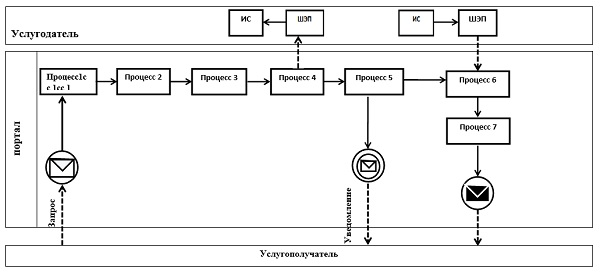 ИС
ШЭП
ИС
ШЭП
Услугодатель
Процесс1с
с 1сс 1
Процесс 2
Процесс 3
Процесс 4
Процесс 5
Процесс 6
Процесс 7
портал
Запрос
Уведомление
Услугополучатель